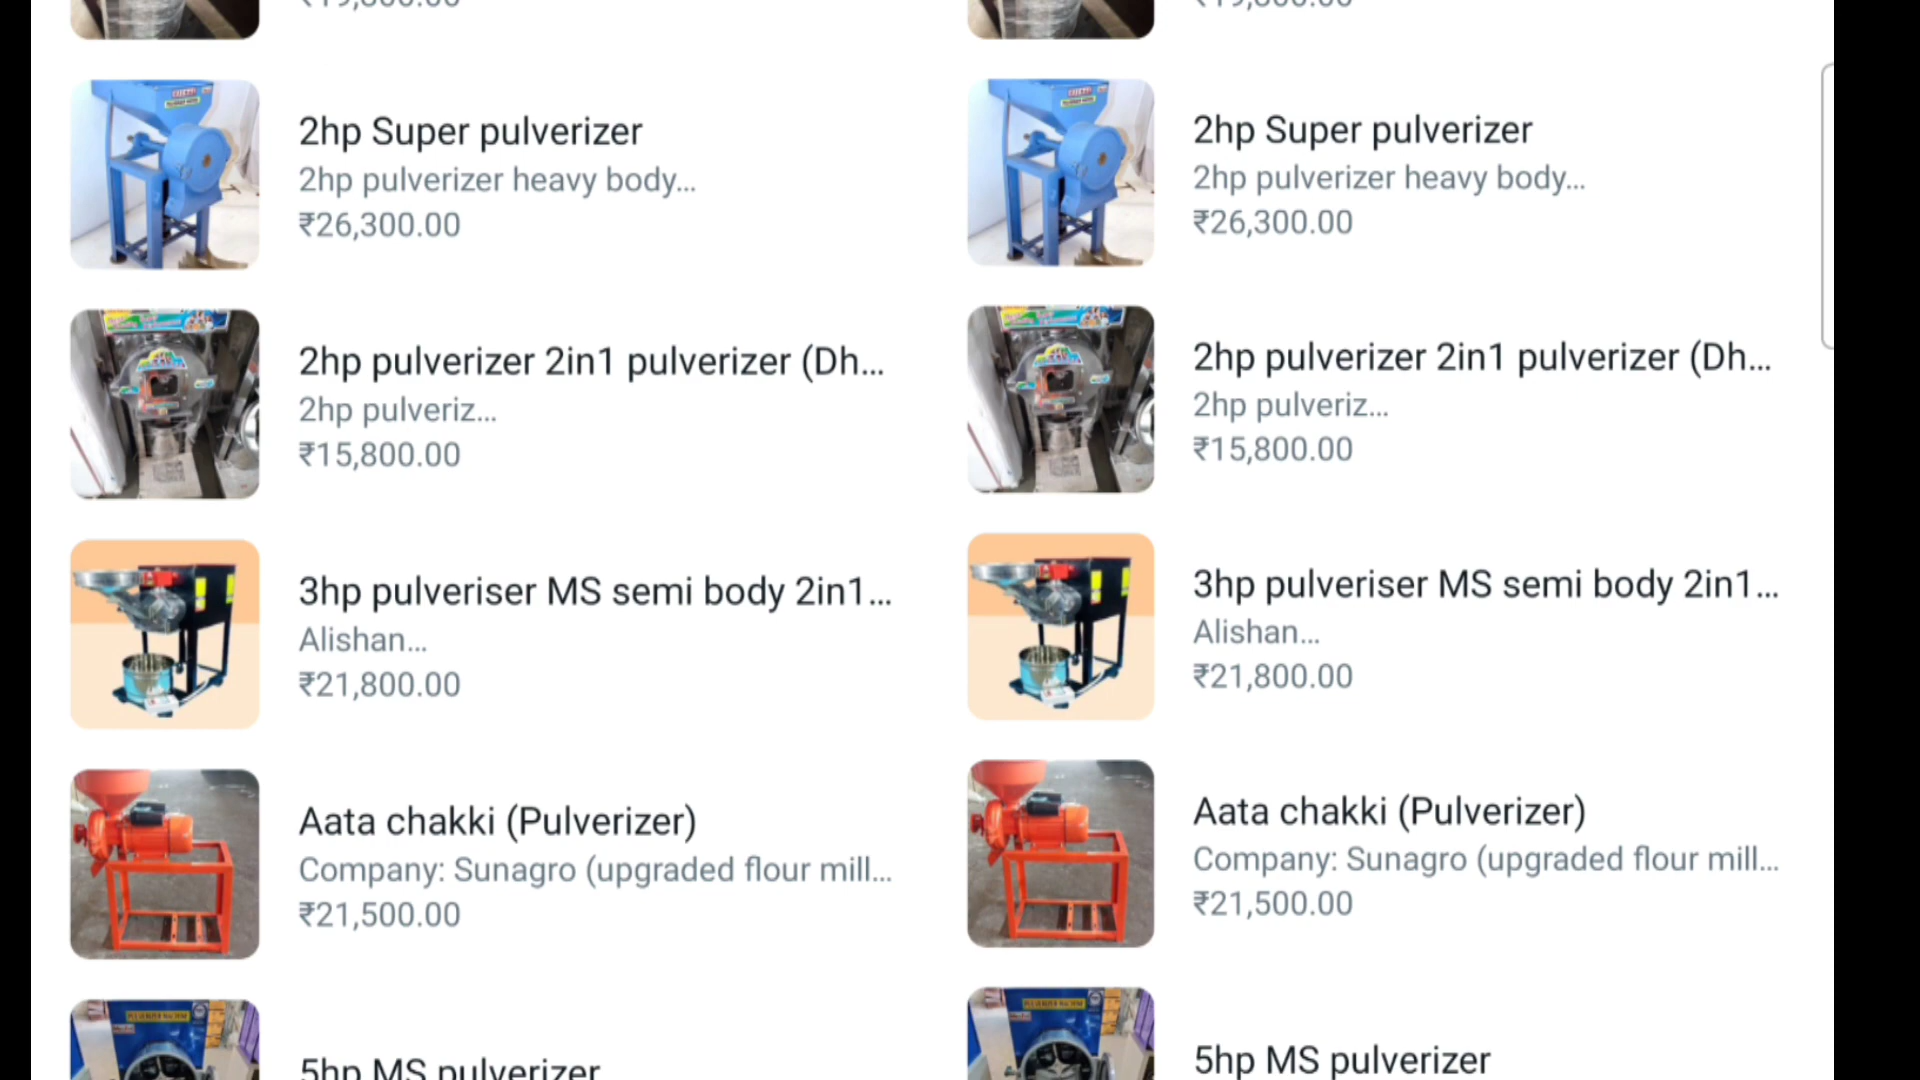 2hp Super pulverizer
2hp pulverizer heavy body...
₹26,300.00
2hp pulverizer 2in1 pulverizer (Dh...
2hp pulveriz...
₹15,800.00
3hp pulveriser MS semi body 2in1...
Alishan...
₹21,800.00
Aata chakki (Pulverizer)
Company: Sunagro (upgraded flour mill...
₹21,500.00
5hp MS pulverizer
2hp Super pulverizer
2hp pulverizer heavy body...
₹26,300.00
2hp pulverizer 2in1 pulverizer (Dh...
2hp pulveriz...
₹15,800.00
3hp pulveriser MS semi body 2in1...
Alishan...
₹21,800.00
Aata chakki (Pulverizer)
Company: Sunagro (upgraded flour mill...
₹21,500.00
5hp MS pulverizer